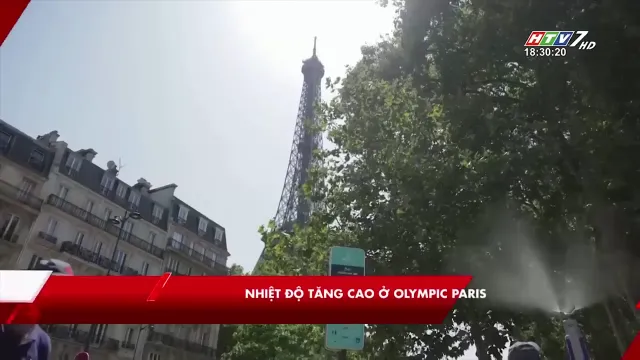 HTV7 HD
18:30:20
NHIỆT ĐỘ TĂNG CAO Ở OLYMPIC PARIS